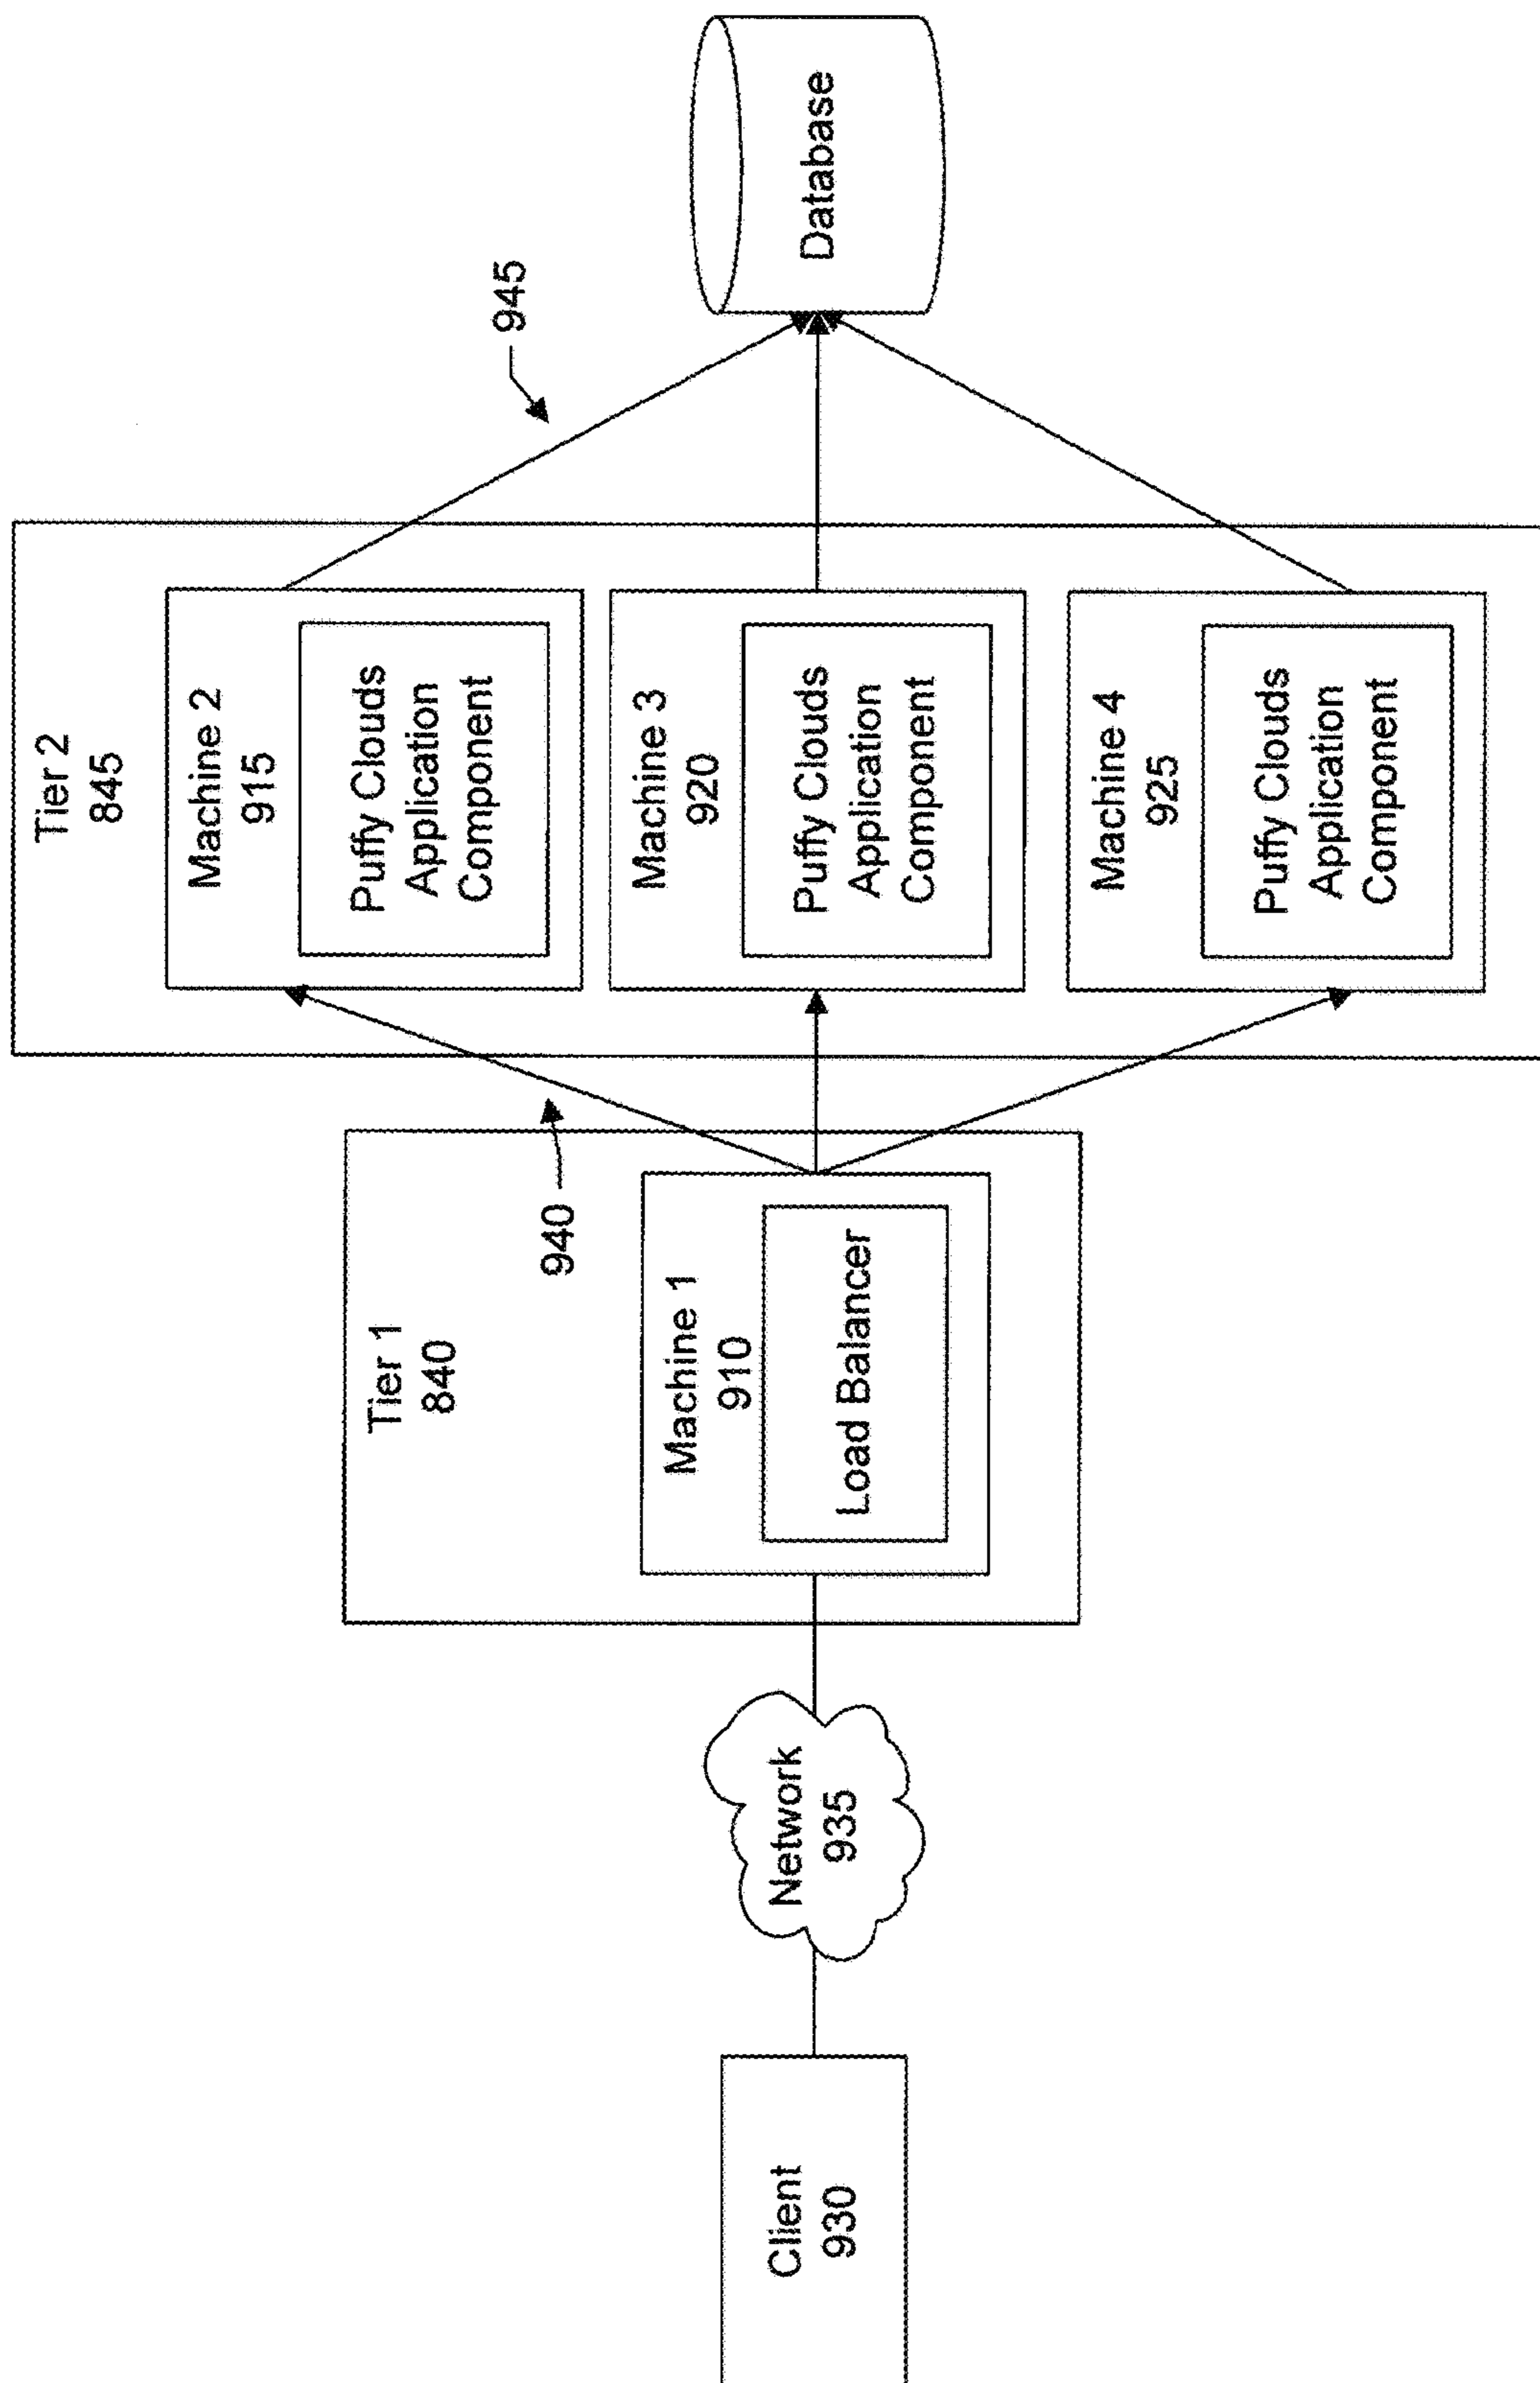 Client
930
Network
935
Tier 1
840
Machine 1
910
Load Balancer
940
Tier 2
845
Machine 2
915
Puffy Clouds
Application
Component
Machine 3
920
Puffy Clouds
Application
Component
Machine 4
925
Puffy Clouds
Application
Component
945
Database